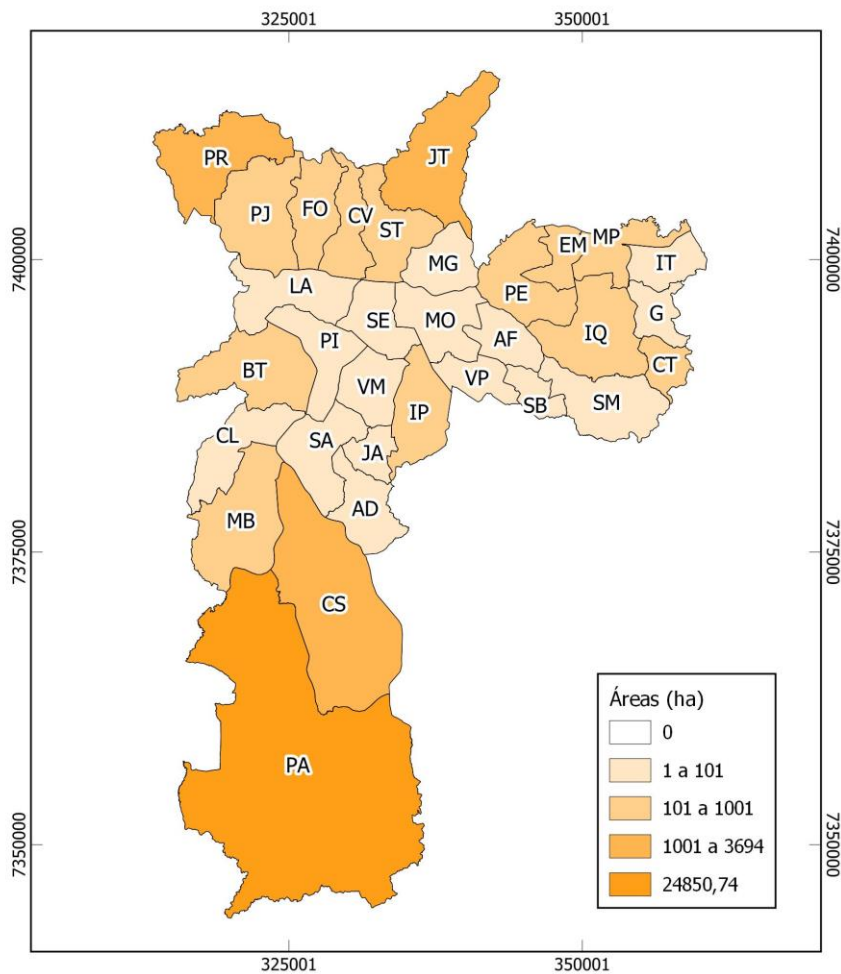 325001 350001
PR
JT
PJ
FO
CV
ST
7400000
MG
EM
MP
IT
7400000
LA
SE
MO
PE
G
PI
AF
IQ
BT
VM
VP
CT
IP
SB
SM
CL
SA
JA
MB
AD
7375000
7375000
CS
PA
Áreas (ha)
0
1 a 101
101 a 1001
1001 a 3694
24850,74
7350000
7350000
325001 350001